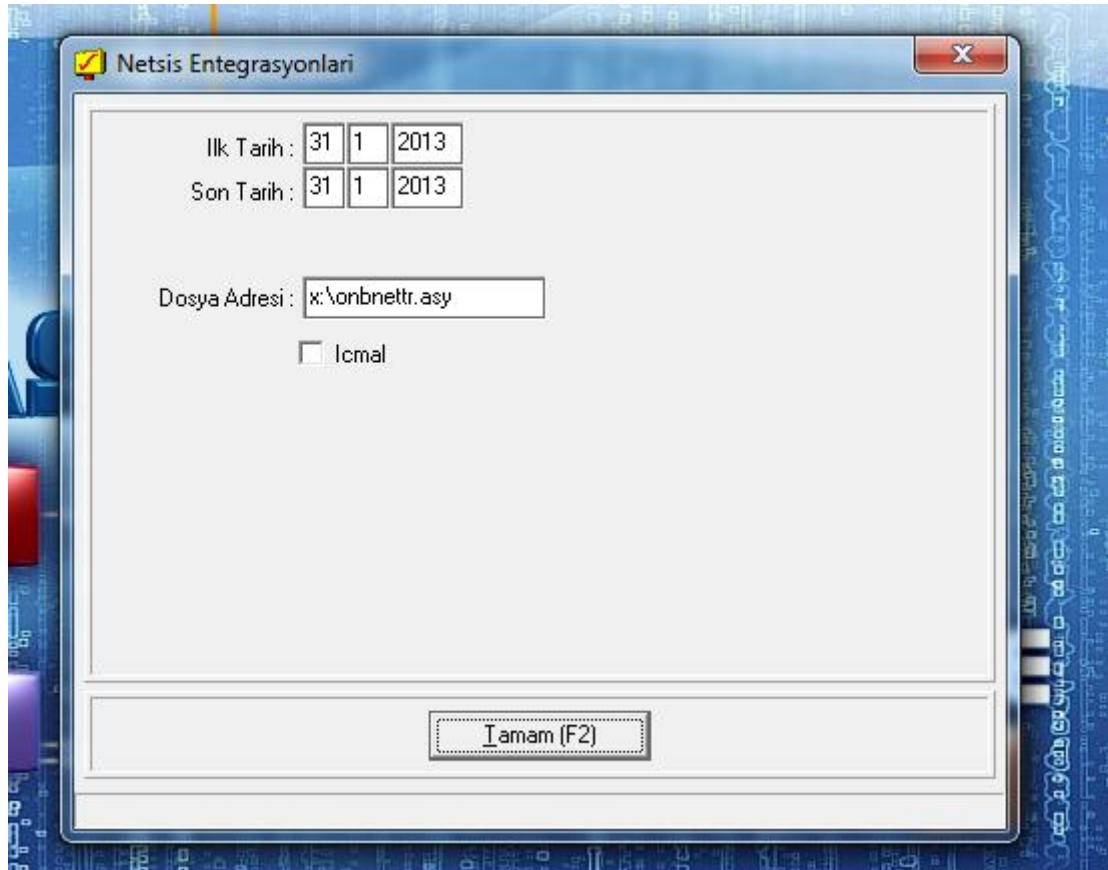 Netsis Entegrasyonlari
Ilk Tarih : 31 1 2013
Son Tarih : 31 1 2013
Dosya Adresi : x:\onbnettr.asy
Icmal
Tamam (F2)